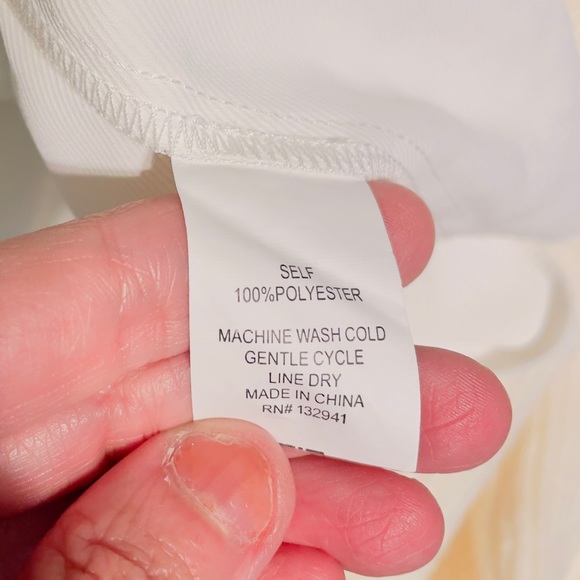 SELF
100%POLYESTER
MACHINE WASH COLD
GENTLE CYCLE
LINE DRY
MADE IN CHINA
RN# 132941